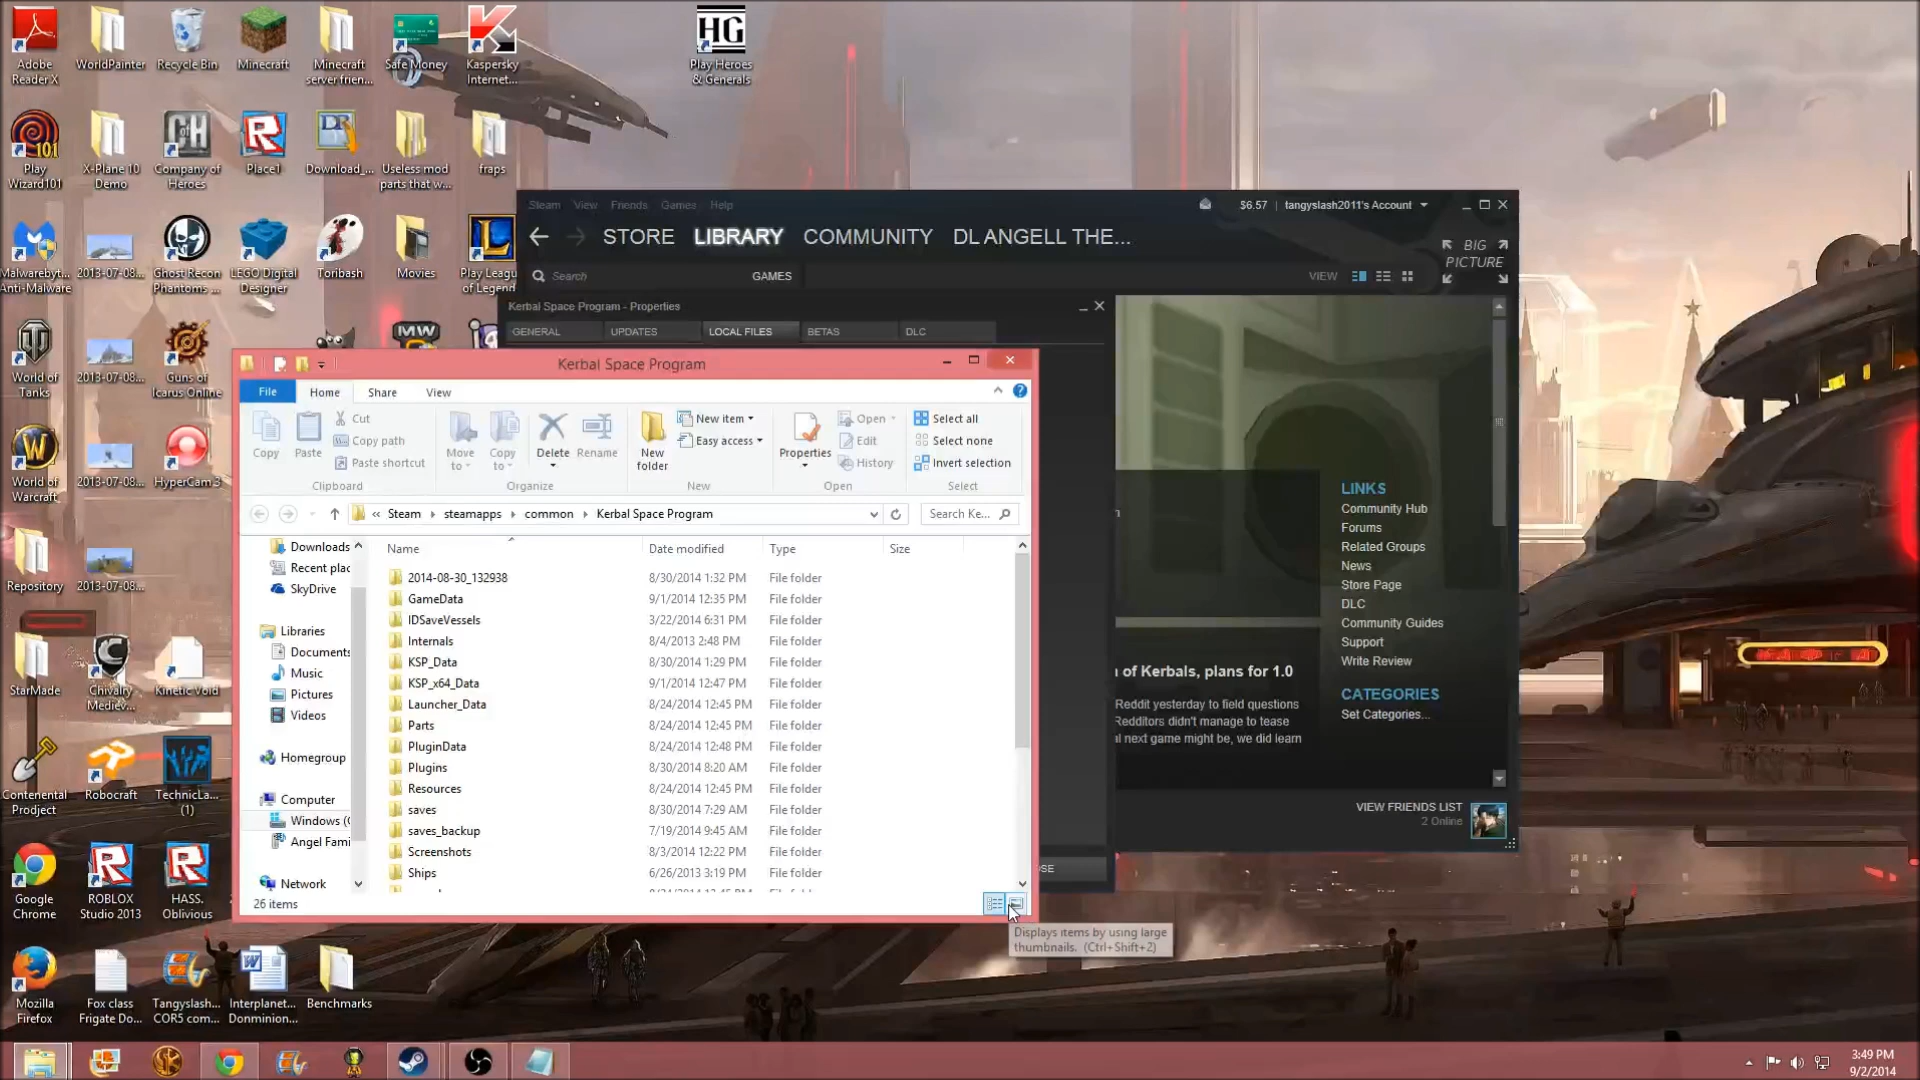 Adobe
Reader X
WorldPainter
Recycle Bin
Minecraft
Minecraft
server frien...
Safe Money
Kaspersky
Internet...
HG
Play Heroes
& Generals
101
Play
Wizard101
X-Plane 10
Demo
Company of
Heroes
Place1
Download_...
Useless mod
parts that w...
fraps
Malwareb​yt...
Anti-Malware
2013-07-08...
Ghost Recon
Phantoms ...
LEGO Digital
Designer
Toribash
Movies
Play Leagu
of Legend
World of
Tanks
2013-07-08...
Guns of
Icarus Online
MW
World of
Warcraft
2013-07-08...
HyperCam 3
Repository
2013-07-08...
StarMade
Chivalry
Mediev...
Kinetic Void
Contenental
Prodject
Robocraft
TechnicLa...
(1)
Google
Chrome
ROBLOX
Studio 2013
HASS.
Oblivious
Mozilla
Firefox
Fox class
Frigate Do...
Tangyslash...
COR5 com...
Interplanet...
Donminion...
Benchmarks
Steam View Friends Games Help
$6.57 | tangyslash2011's Account
STORE LIBRARY COMMUNITY DL ANGELL THE...
BIG
PICTURE
Search
GAMES
VIEW
Kerbal Space Program - Properties
GENERAL UPDATES LOCAL FILES BETAS DLC
LINKS
Community Hub
Forums
Related Groups
News
Store Page
DLC
Community Guides
Support
Write Review
CATEGORIES
Set Categories...
n of Kerbals, plans for 1.0
Reddit yesterday to field questions
Redditors didn't manage to tease
l next game might be, we did learn
VIEW FRIENDS LIST
2 Online
OSE
Kerbal Space Program
File Home Share View
Copy
Paste
Cut
Copy path
Paste shortcut
Clipboard
Move
to
Copy
to
Delete
Rename
Organize
New
folder
New item
Easy access
New
Properties
Open
Edit
History
Open
Select all
Select none
Invert selection
Select
« Steam steamapps common Kerbal Space Program
Search Ke...
Downloads
Recent plac
SkyDrive
Libraries
Documents
Music
Pictures
Videos
Homegroup
Computer
Windows (
Angel Fami
Network
Name Date modified Type Size
2014-08-30_132938 8/30/2014 1:32 PM File folder
GameData 9/1/2014 12:35 PM File folder
IDSaveVessels 3/22/2014 6:31 PM File folder
Internals 8/4/2013 2:48 PM File folder
KSP_Data 8/30/2014 1:29 PM File folder
KSP_x64_Data 9/1/2014 12:47 PM File folder
Launcher_Data 8/24/2014 12:45 PM File folder
Parts 8/24/2014 12:45 PM File folder
PluginData 8/24/2014 12:48 PM File folder
Plugins 8/30/2014 8:20 AM File folder
Resources 8/24/2014 12:45 PM File folder
saves 8/30/2014 7:29 AM File folder
saves_backup 7/19/2014 9:45 AM File folder
Screenshots 8/3/2014 12:22 PM File folder
Ships 6/26/2013 3:19 PM File folder
26 items
Displays items by using large
thumbnails. (Ctrl+Shift+2)
3:49 PM
9/2/2014